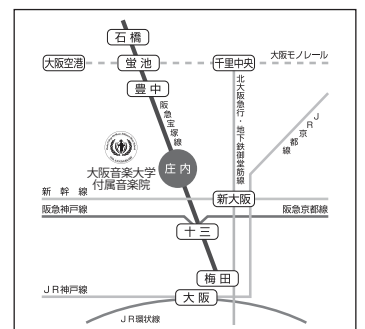 石橋
大阪空港
蛍池
千里中央
大阪モノレール
豊中
阪急宝塚線
北大阪急行・地下鉄御堂筋線
JR京都線
大阪音楽大学
付属音楽院
庄内
新幹線
新大阪
阪急神戸線
阪急京都線
十三
梅田
JR神戸線
大阪
JR環状線